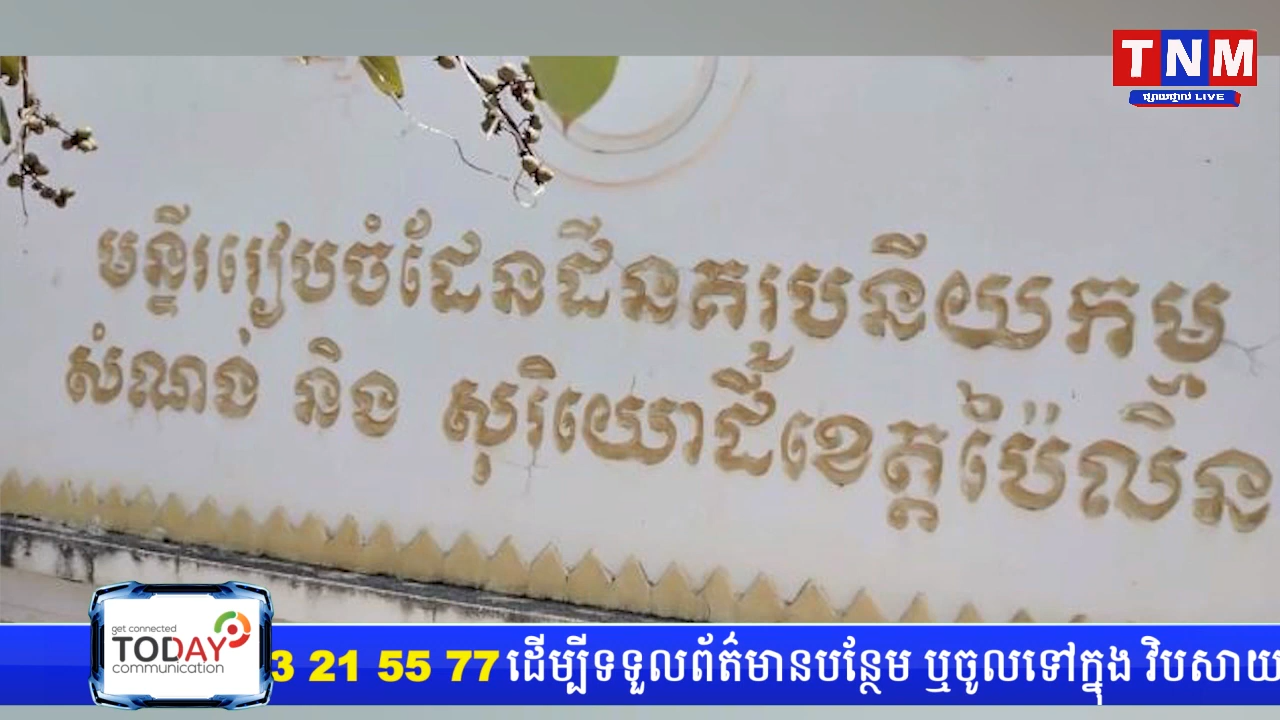 TNM
ផ្សាយផ្ទាល់ LIVE
មន្ទីររៀបចំដែនដីនគរូបនីយកម្ម
សំណង់ និង សុរិយោដីខេត្តប៉ៃលិន
get connected
TODAY
communication
3 21 55 77 ដើម្បីទទួលព័ត៌មានបន្ថែម ឬចូលទៅក្នុង វិបសាយ